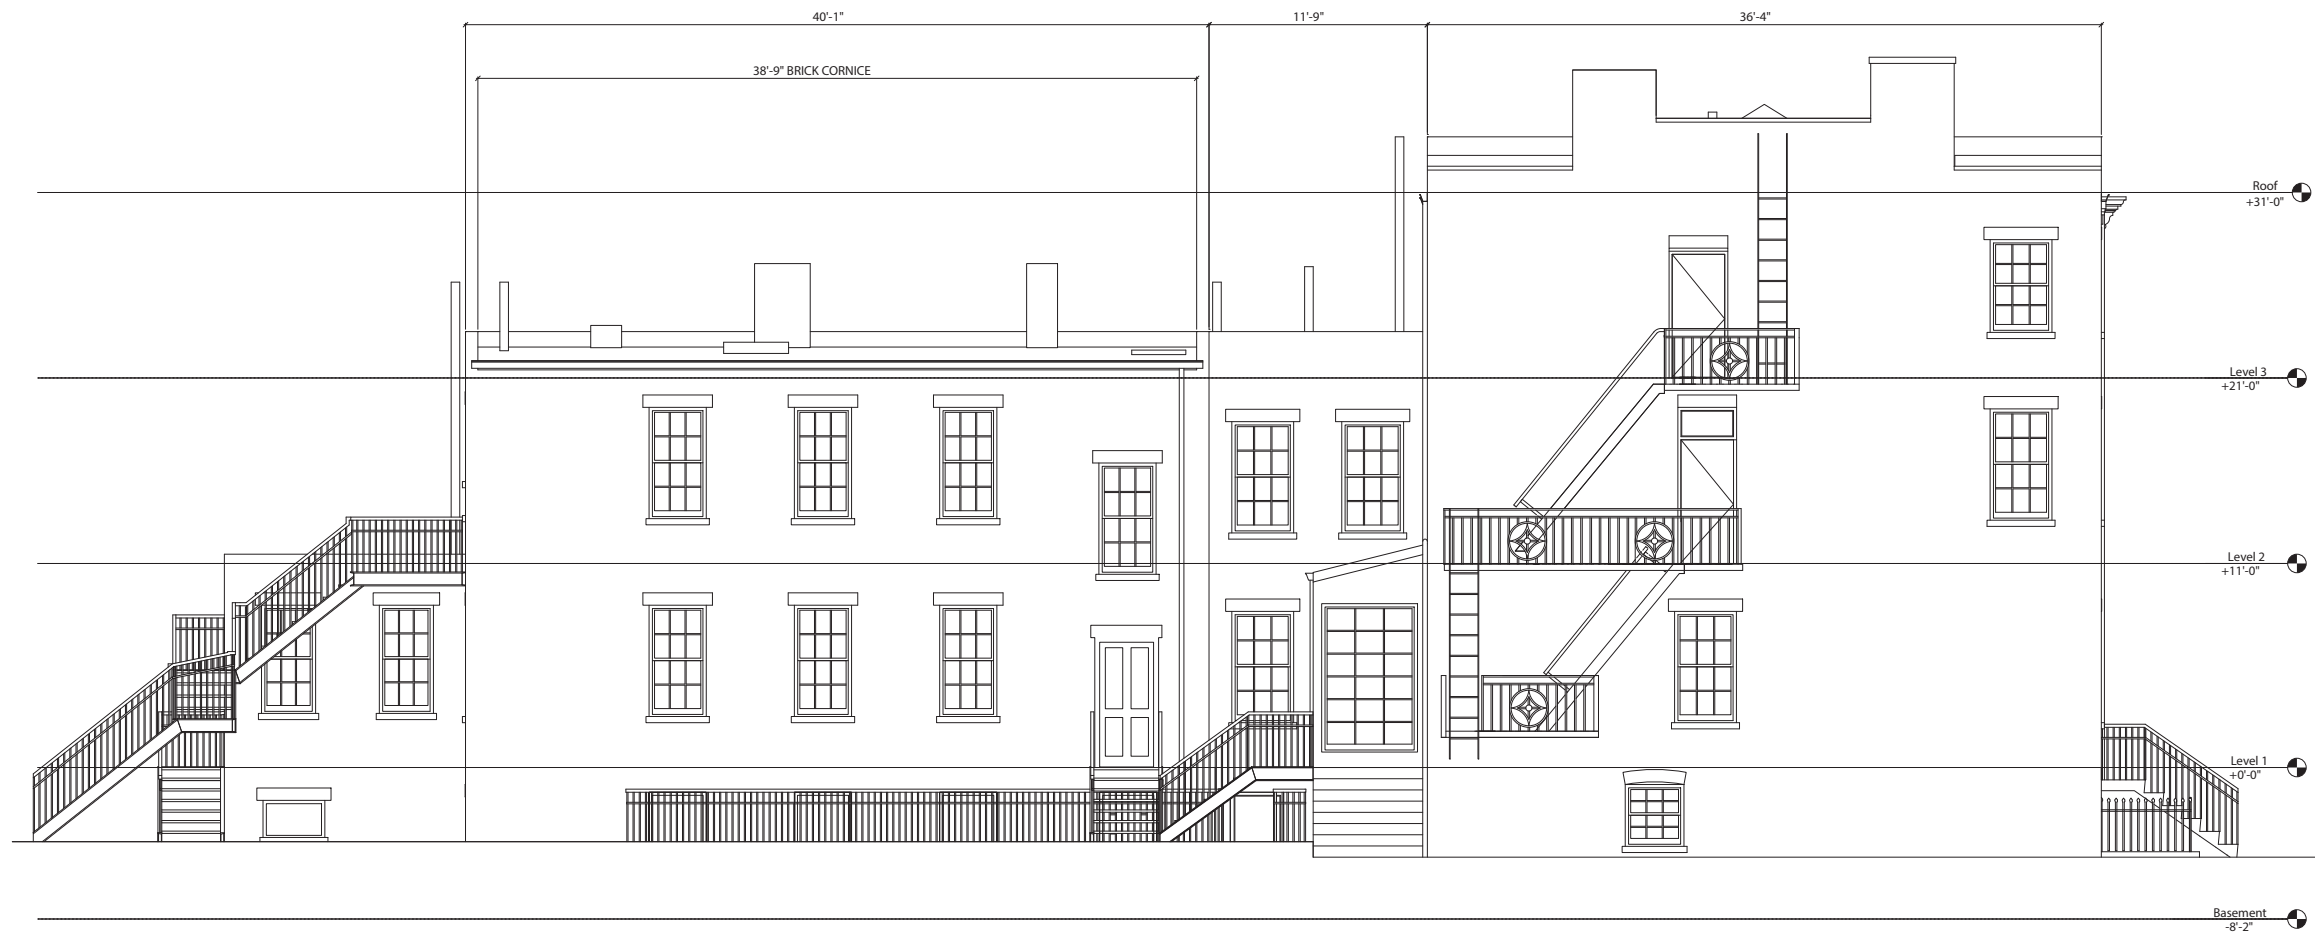 40'-1"
11'-9"
36'-4"
38'-9" BRICK CORNICE
Roof
+31'-0"
Level 3
+21'-0"
Level 2
+11'-0"
Level 1
+0'-0"
Basement
-8'-2"